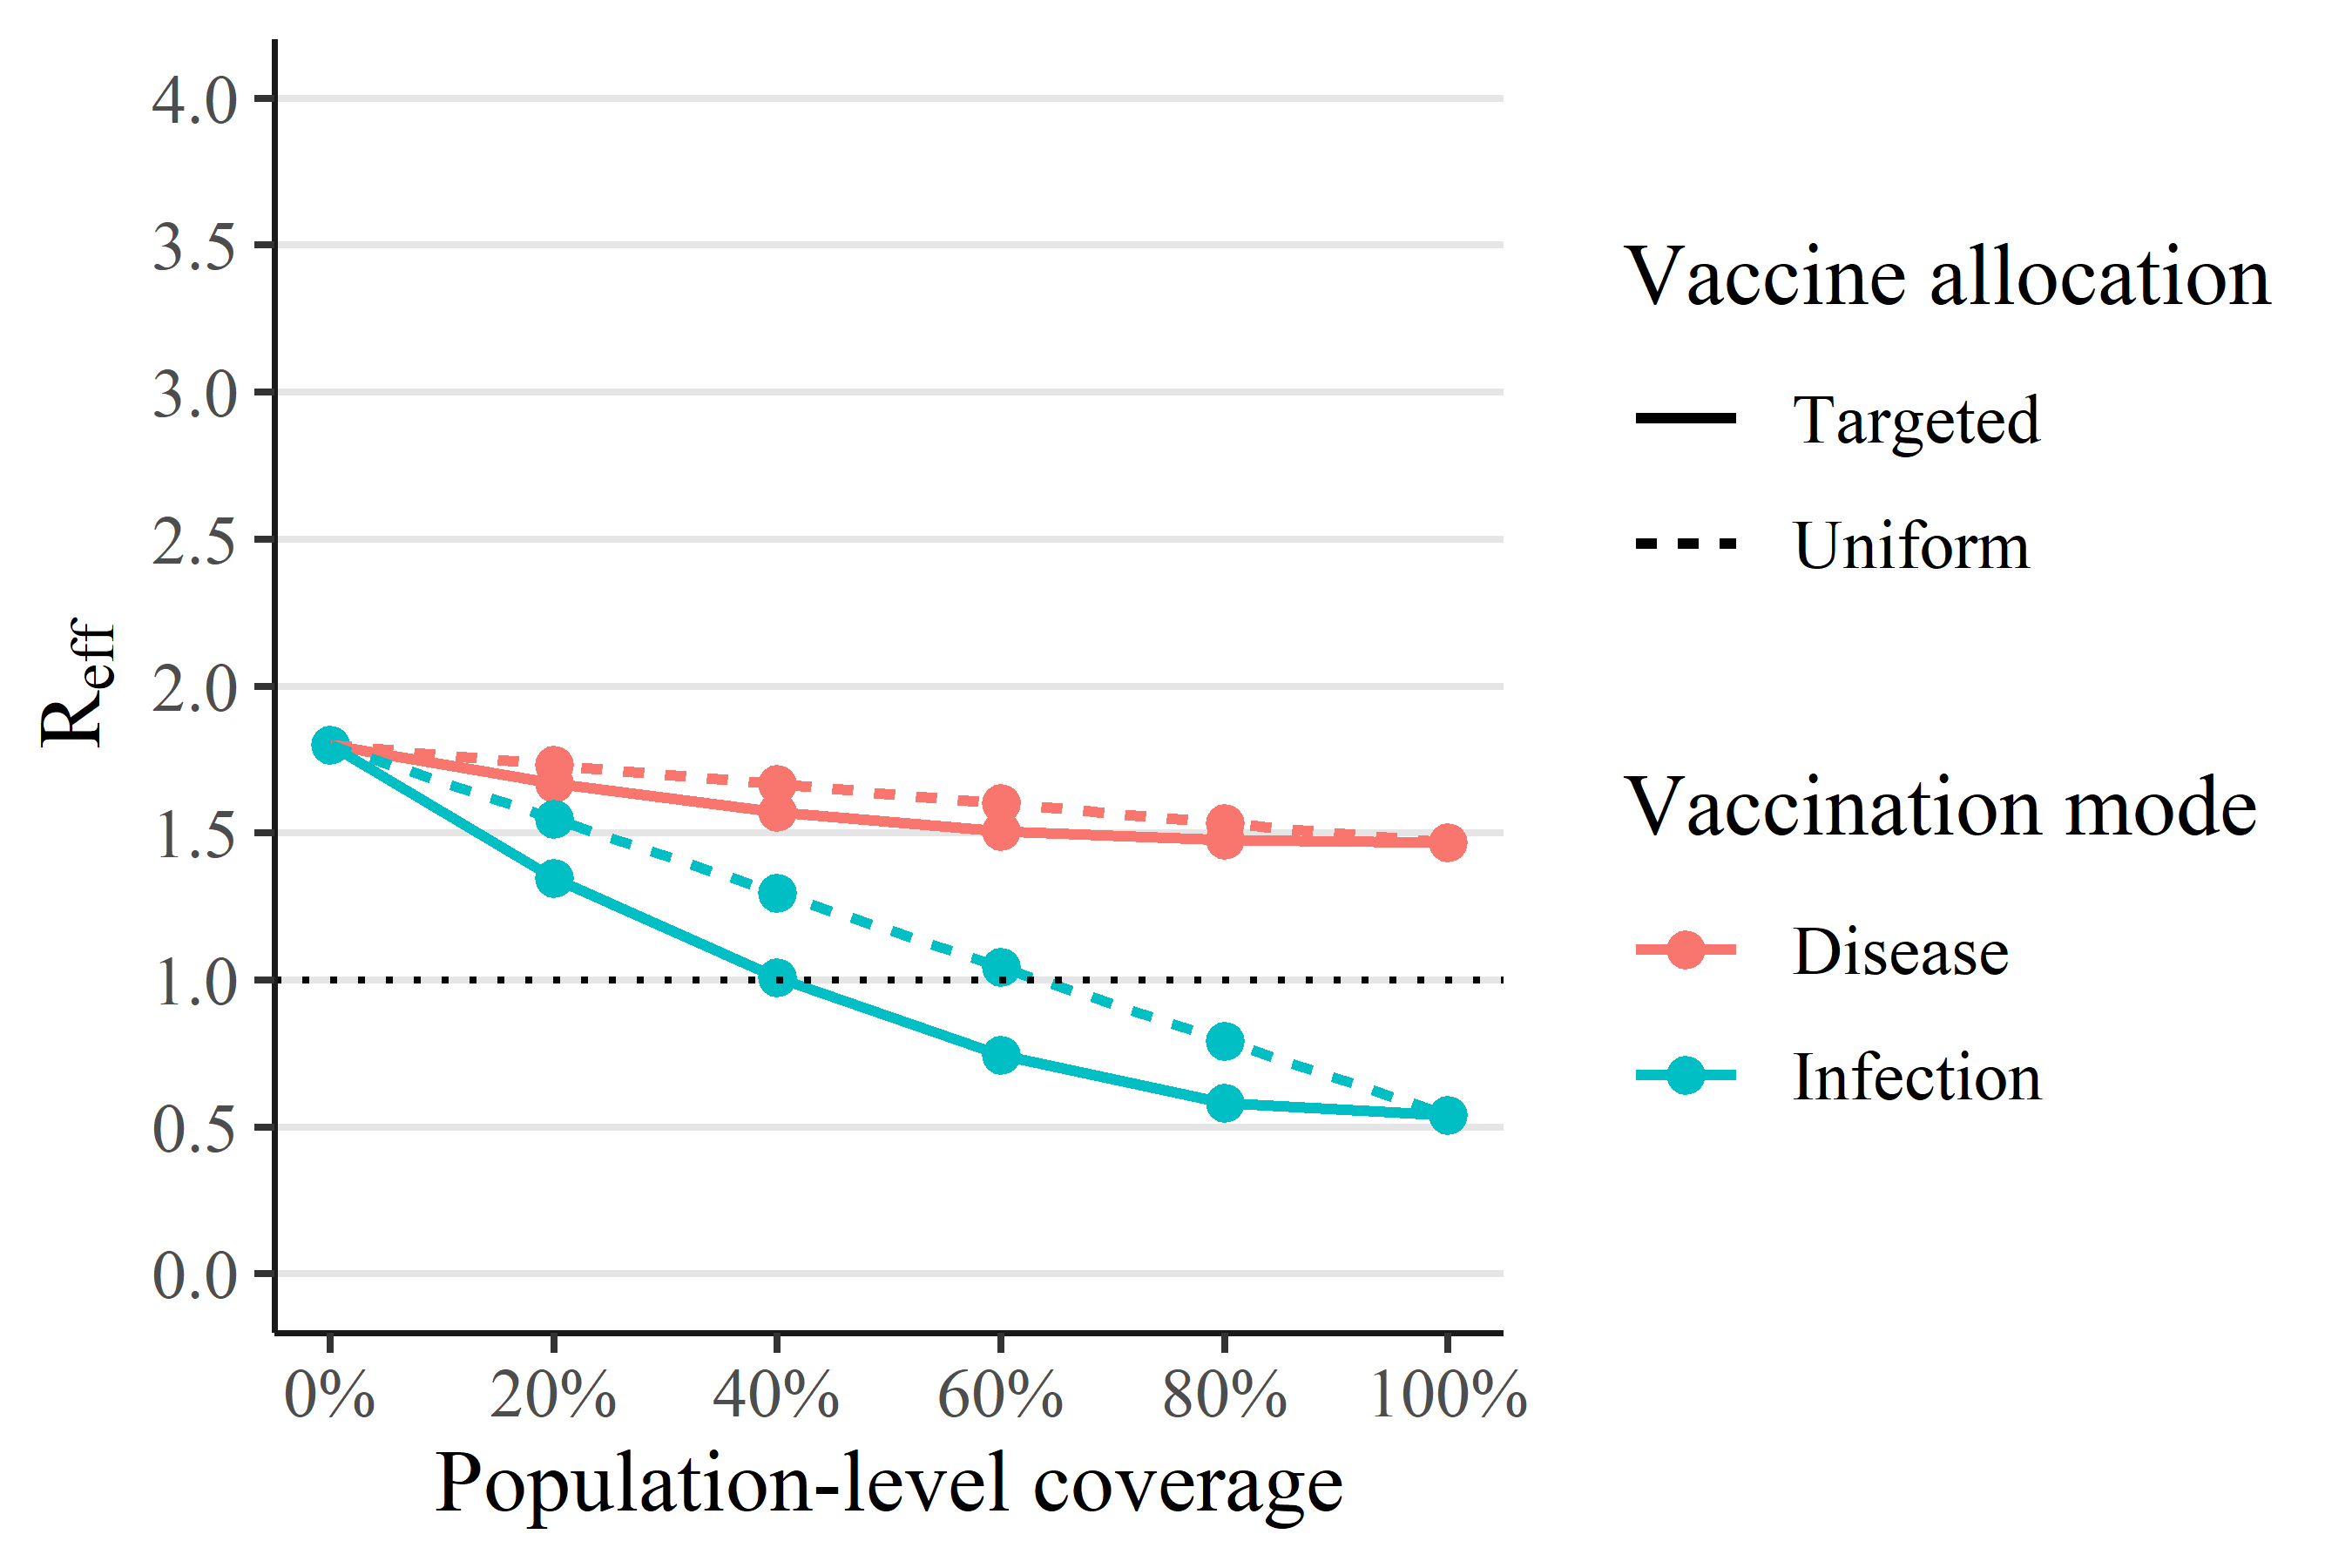 4.0
3.5
3.0
2.5
2.0
1.5
1.0
0.5
0.0
R_eff
0% 20% 40% 60% 80% 100%
Population-level coverage
Vaccine allocation
Targeted
Uniform
Vaccination mode
Disease
Infection